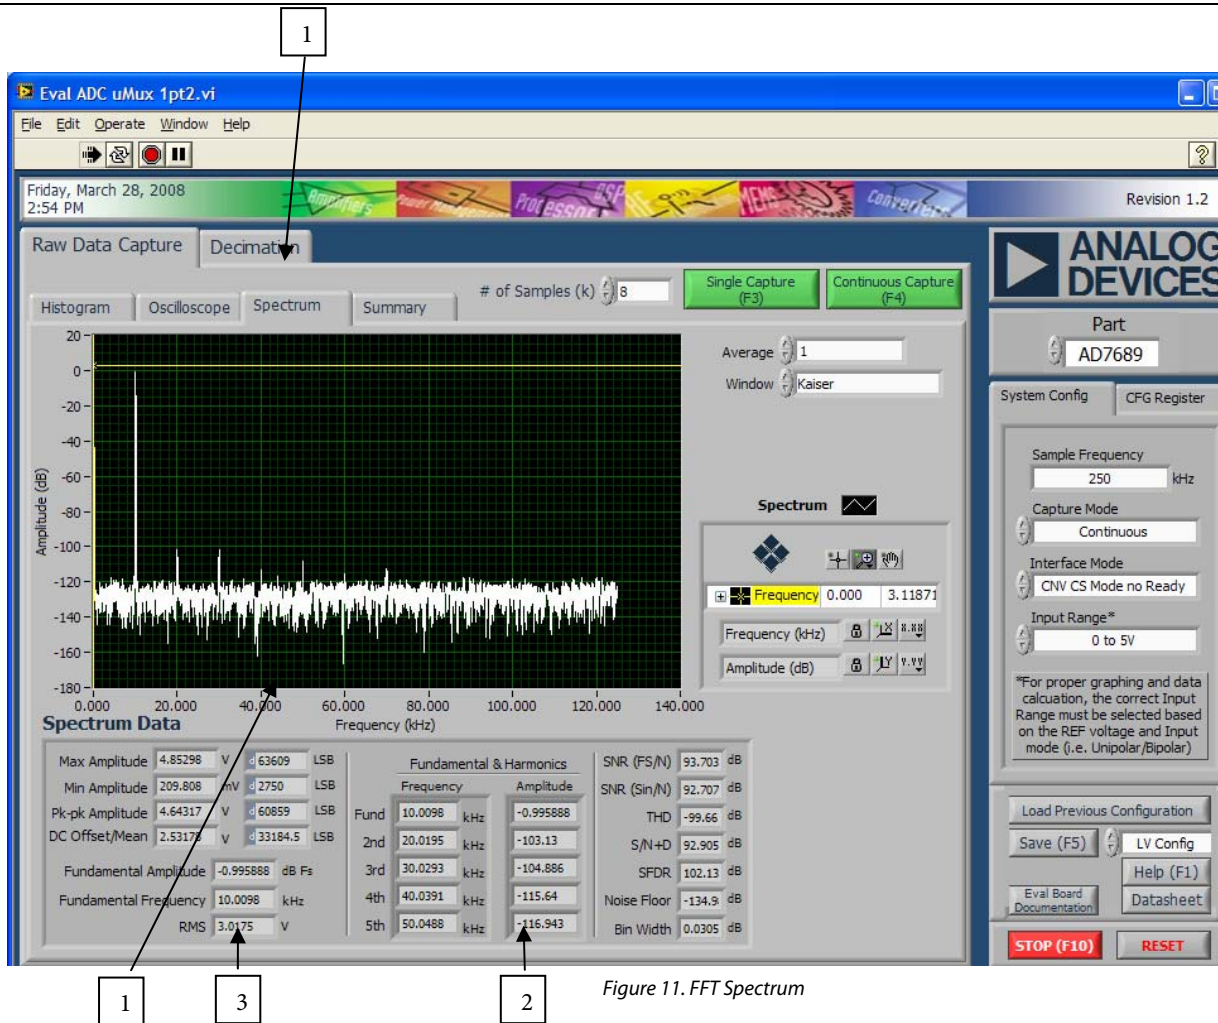 1
Eval ADC uMux 1pt2.vi
File Edit Operate Window Help
Friday, March 28, 2008
2:54 PM
Amplifiers Power Management Processors DSP RF MEMS Converters
Revision 1.2
Raw Data Capture Decimation
# of Samples (k) 8
Single Capture (F3)
Continuous Capture (F4)
Histogram Oscilloscope Spectrum Summary
ANALOG
DEVICES
Part
AD7689
Average 1
Window Kaiser
System Config CFG Register
Sample Frequency
250 kHz
Capture Mode
Continuous
Interface Mode
CNV CS Mode no Ready
Input Range*
0 to 5V
*For proper graphing and data
calcuation, the correct Input
Range must be selected based
on the REF voltage and Input
mode (i.e. Unipolar/Bipolar)
Amplitude (dB)
20
0
-20
-40
-60
-80
-100
-120
-140
-160
-180
0.000 20.000 40.000 60.000 80.000 100.000 120.000 140.000
Frequency (kHz)
Spectrum
Frequency 0.000 3.11871
Frequency (kHz)
Amplitude (dB)
Spectrum Data
Max Amplitude 4.85298 V d 63609 LSB
Min Amplitude 209.808 mV d 2750 LSB
Pk-pk Amplitude 4.64317 V d 60859 LSB
DC Offset/Mean 2.53178 V d 33184.5 LSB
Fundamental Amplitude -0.995888 dB Fs
Fundamental Frequency 10.0098 kHz
RMS 3.0175 V
Fundamental & Harmonics
Frequency Amplitude
Fund 10.0098 kHz -0.995888
2nd 20.0195 kHz -103.13
3rd 30.0293 kHz -104.886
4th 40.0391 kHz -115.64
5th 50.0488 kHz -116.943
SNR (FS/N) 93.703 dB
SNR (Sin/N) 92.707 dB
THD -99.66 dB
S/N+D 92.905 dB
SFDR 102.13 dB
Noise Floor -134.9 dB
Bin Width 0.0305 dB
Load Previous Configuration
Save (F5) LV Config
Help (F1)
Eval Board
Documentation
Datasheet
STOP (F10) RESET
1
3
2
Figure 11. FFT Spectrum